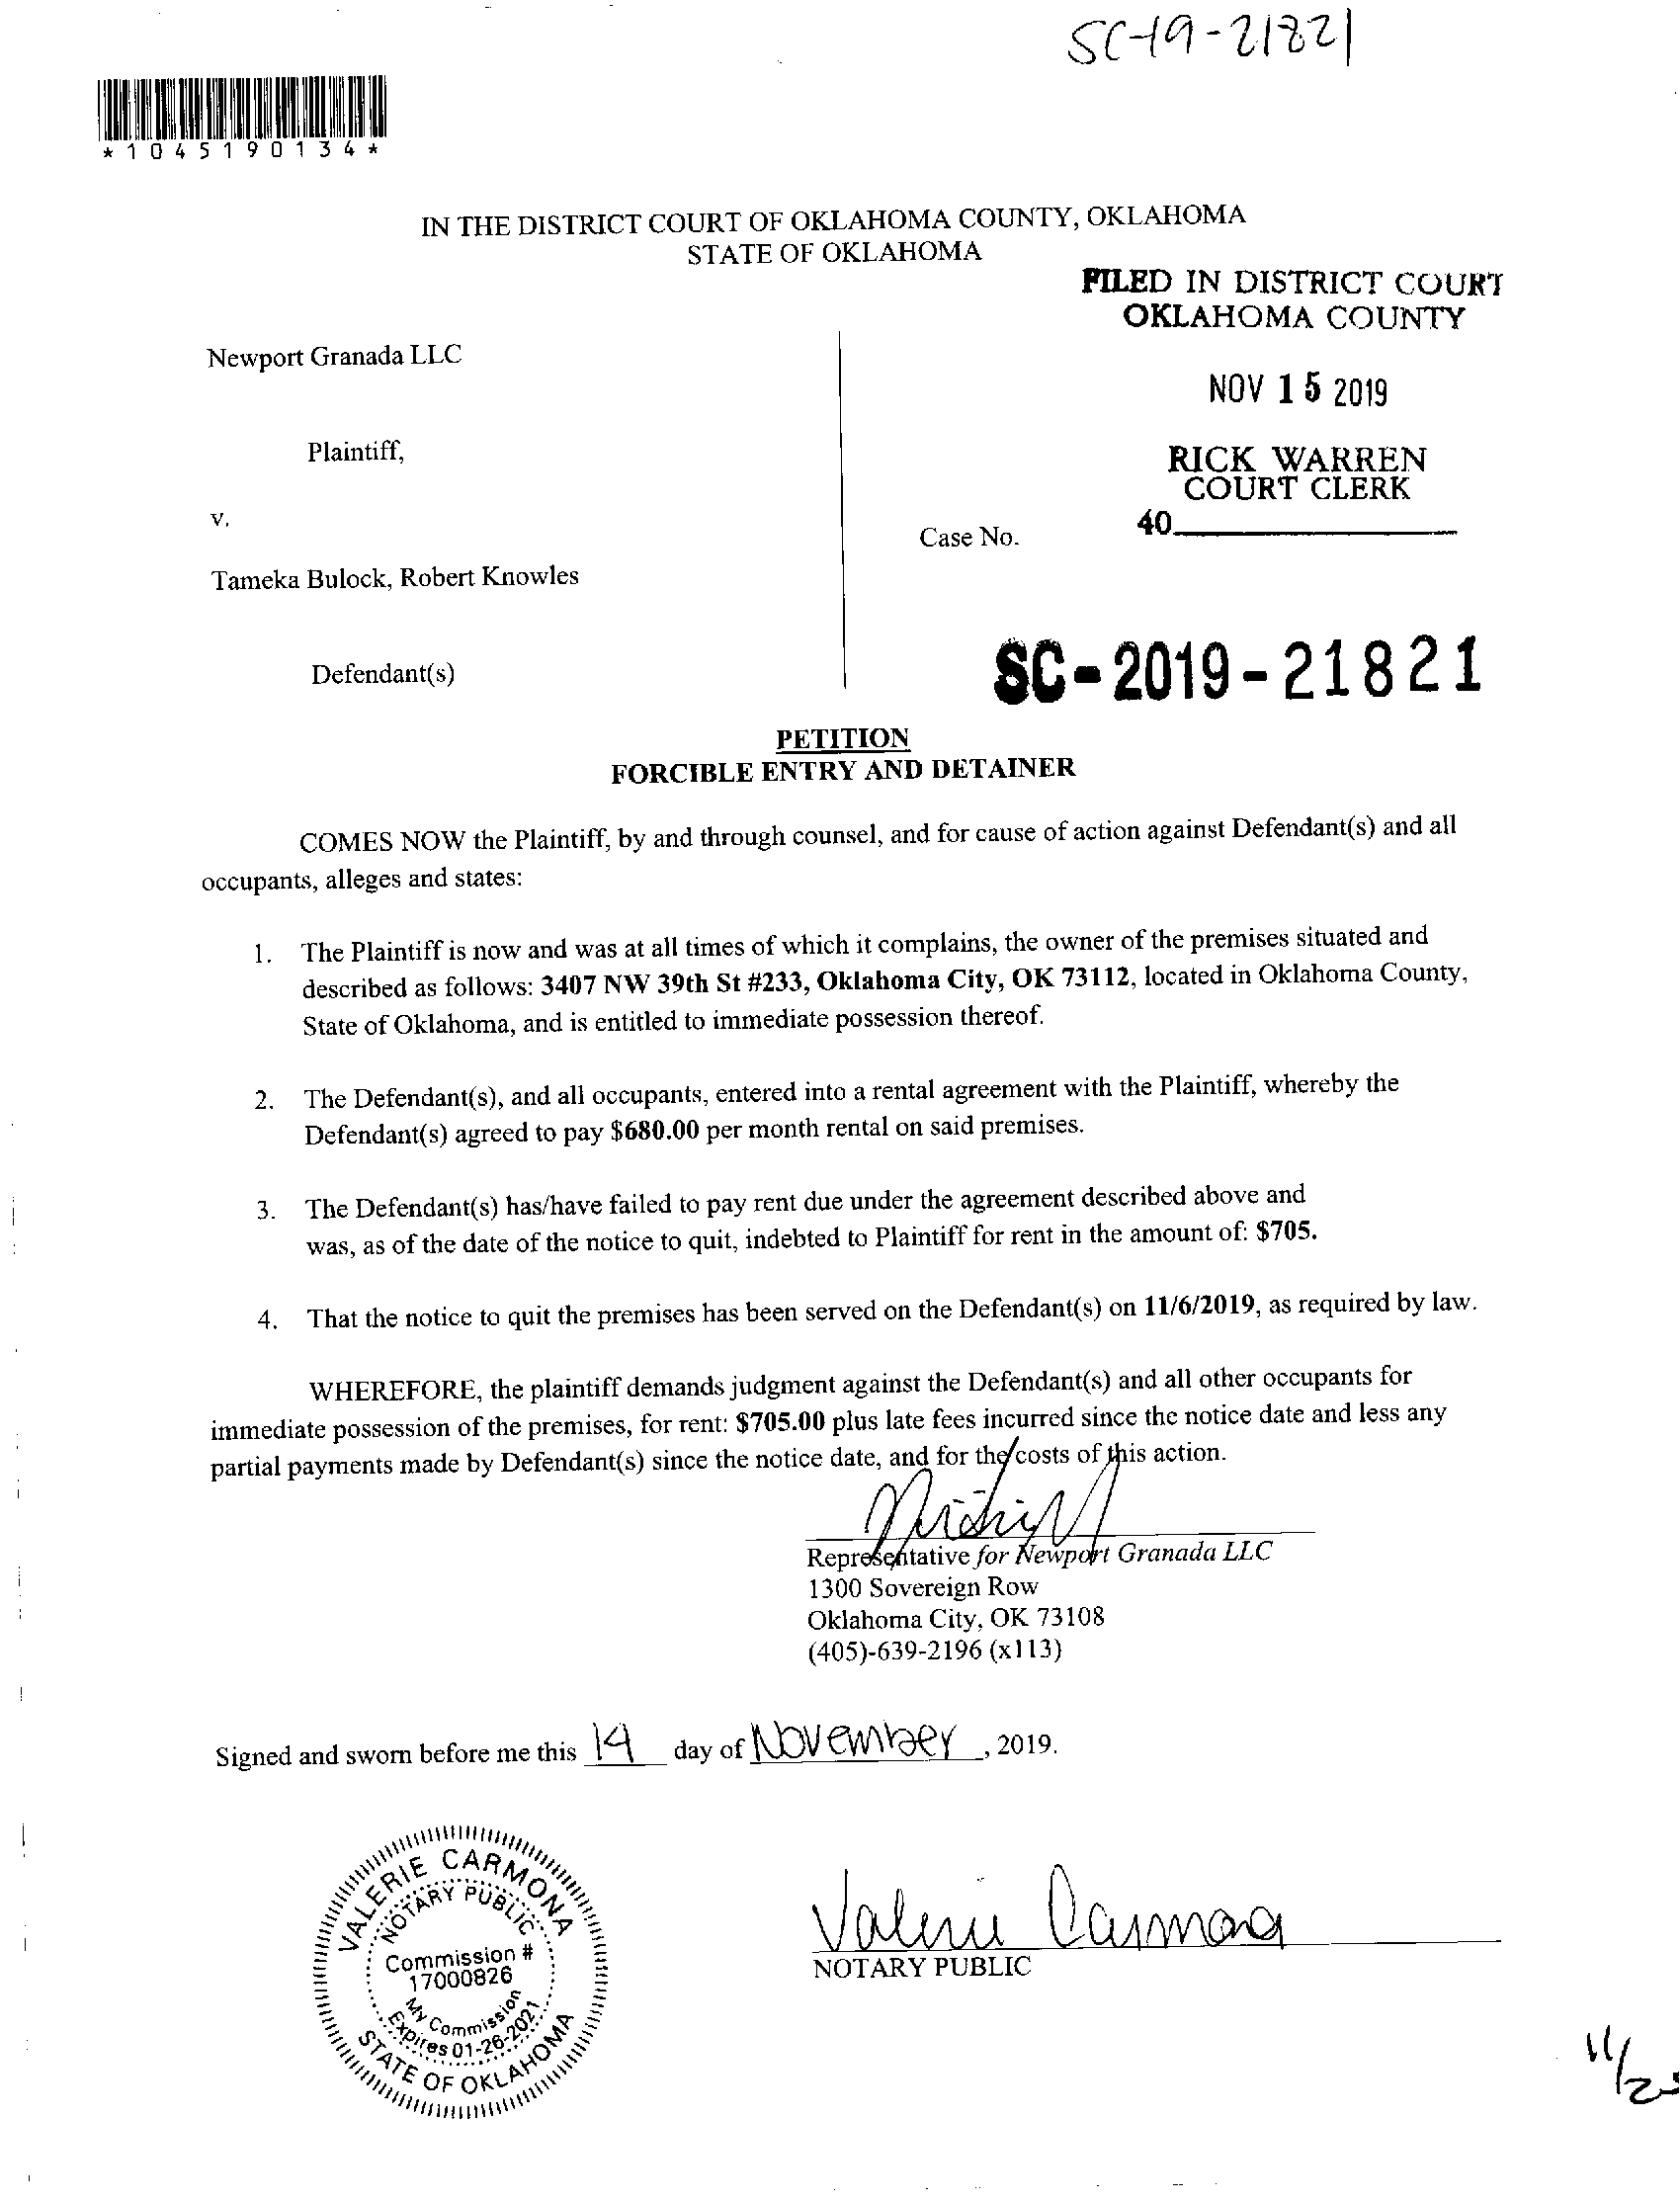 SC-19-21821
*1045190134*
IN THE DISTRICT COURT OF OKLAHOMA COUNTY, OKLAHOMA
STATE OF OKLAHOMA
FILED IN DISTRICT COURT
OKLAHOMA COUNTY
Newport Granada LLC
NOV 15 2019
Plaintiff,
RICK WARREN
COURT CLERK
v.
40
Case No.
Tameka Bulock, Robert Knowles
SC-2019-21821
Defendant(s)
PETITION
FORCIBLE ENTRY AND DETAINER
COMES NOW the Plaintiff, by and through counsel, and for cause of action against Defendant(s) and all
occupants, alleges and states:
1. The Plaintiff is now and was at all times of which it complains, the owner of the premises situated and
described as follows: 3407 NW 39th St #233, Oklahoma City, OK 73112, located in Oklahoma County,
State of Oklahoma, and is entitled to immediate possession thereof.
2. The Defendant(s), and all occupants, entered into a rental agreement with the Plaintiff, whereby the
Defendant(s) agreed to pay $680.00 per month rental on said premises.
3. The Defendant(s) has/have failed to pay rent due under the agreement described above and
was, as of the date of the notice to quit, indebted to Plaintiff for rent in the amount of: $705.
4. That the notice to quit the premises has been served on the Defendant(s) on 11/6/2019, as required by law.
WHEREFORE, the plaintiff demands judgment against the Defendant(s) and all other occupants for
immediate possession of the premises, for rent: $705.00 plus late fees incurred since the notice date and less any
partial payments made by Defendant(s) since the notice date, and for the costs of this action.
Representative for Newport Granada LLC
1300 Sovereign Row
Oklahoma City, OK 73108
(405)-639-2196 (x113)
Signed and sworn before me this 14 day of November, 2019.
VALERIE CARMONA
NOTARY PUBLIC
Commission #
17000826
My Commission
Expires 01-26-2021
STATE OF OKLAHOMA
Valerie Carmona
NOTARY PUBLIC